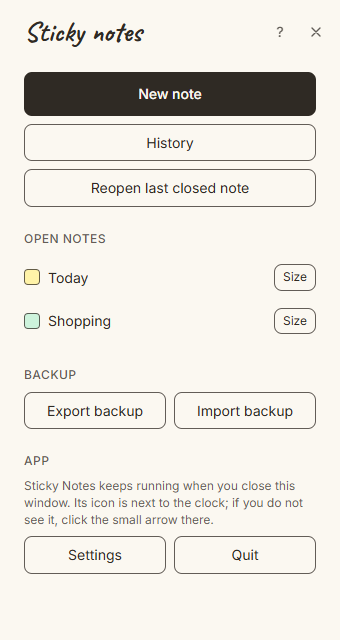 Sticky notes
?
New note
History
Reopen last closed note
OPEN NOTES
Today
Size
Shopping
Size
BACKUP
Export backup
Import backup
APP
Sticky Notes keeps running when you close this
window. Its icon is next to the clock; if you do not
see it, click the small arrow there.
Settings
Quit